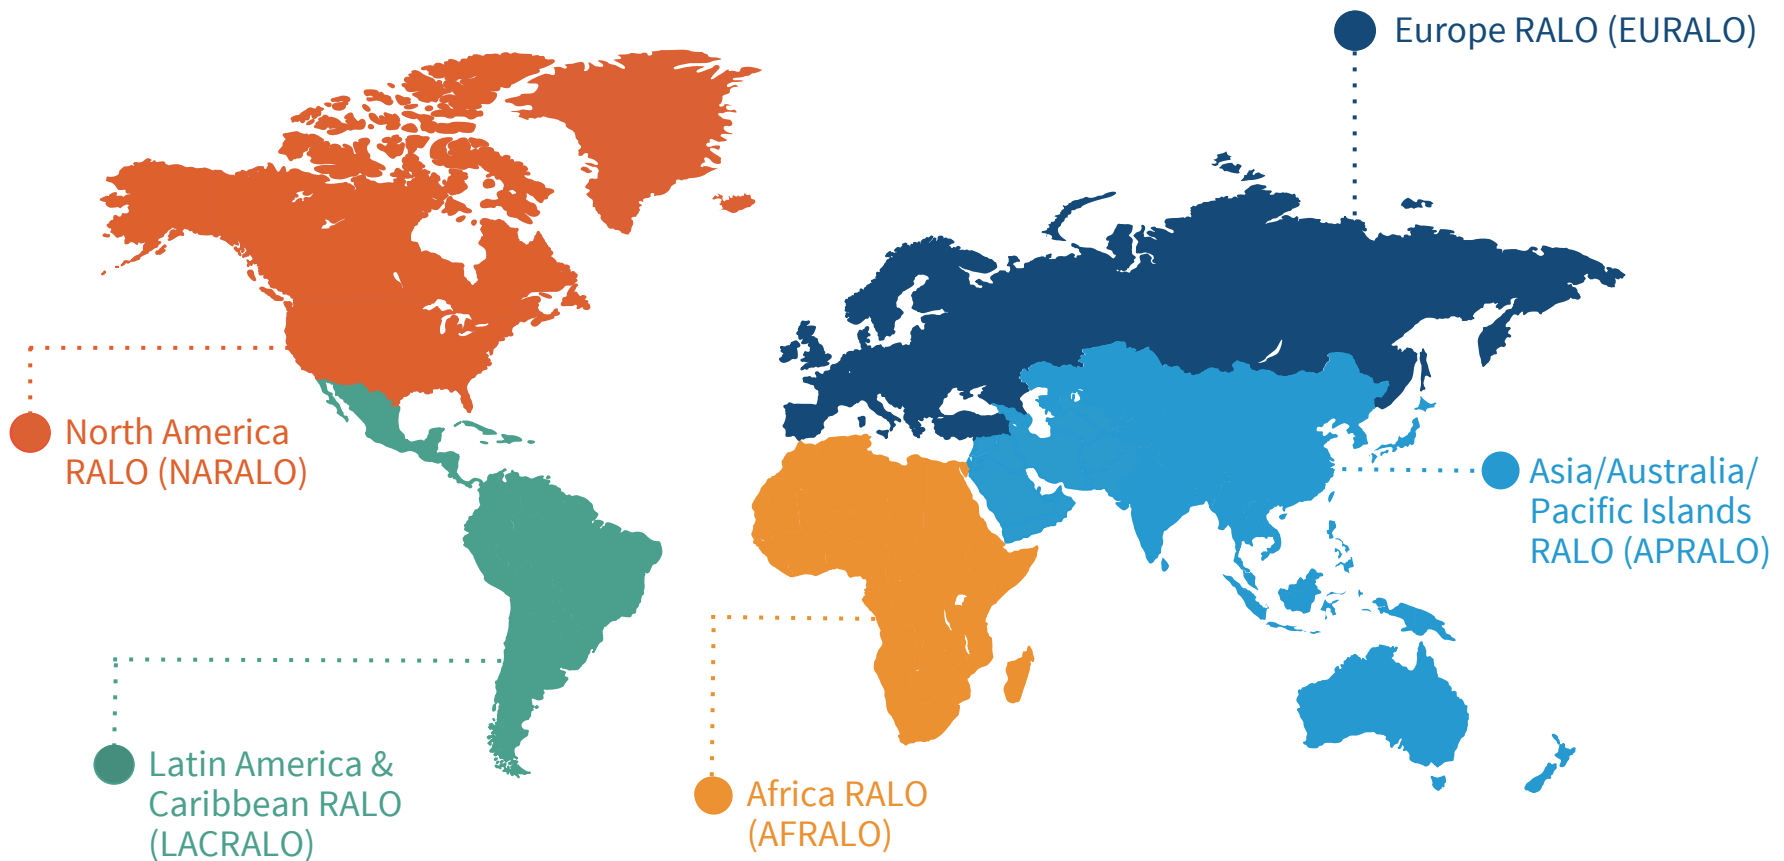 Europe RALO (EURALO)
North America
RALO (NARALO)
Asia/Australia/
Pacific Islands
RALO (APRALO)
Latin America &
Caribbean RALO
(LACRALO)
Africa RALO
(AFRALO)